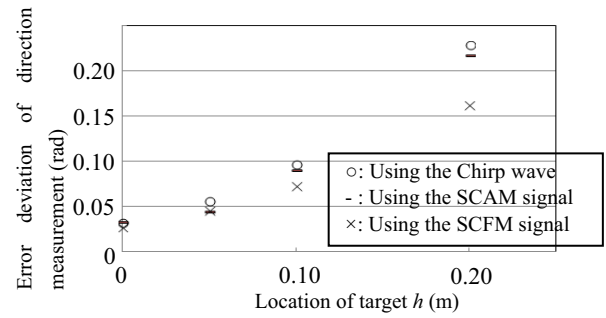 Error deviation of direction
measurement (rad)
0.20
0.15
0.10
0.05
0
0 0.10 0.20
Location of target h (m)
○: Using the Chirp wave
- : Using the SCAM signal
×: Using the SCFM signal